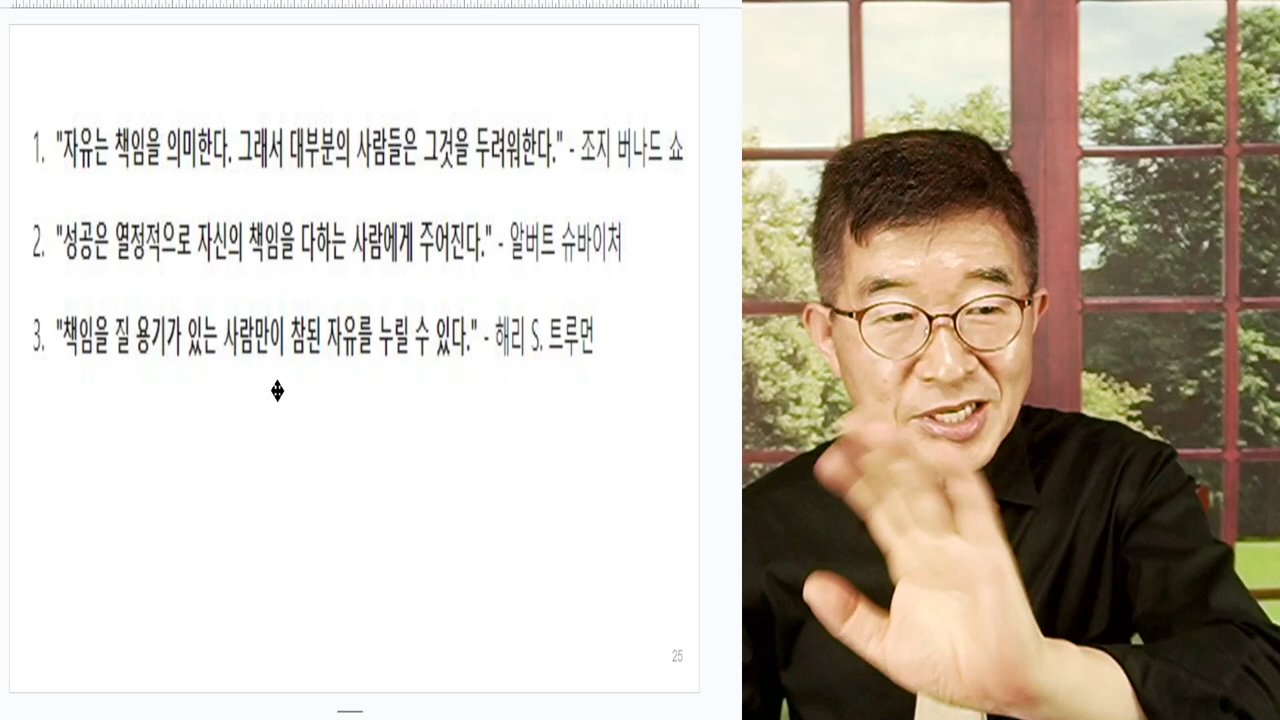 1. "자유는 책임을 의미한다. 그래서 대부분의 사람들은 그것을 두려워한다." - 조지 버나드 쇼
2. "성공은 열정적으로 자신의 책임을 다하는 사람에게 주어진다." - 알버트 슈바이처
3. "책임을 질 용기가 있는 사람만이 참된 자유를 누릴 수 있다." - 해리 S. 트루먼
25